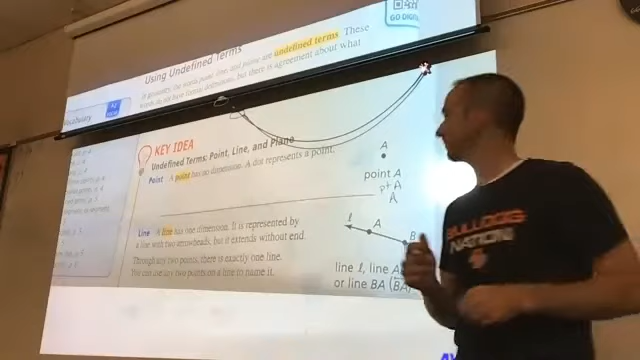 GO DIGITAL
Using Undefined Terms
In geometry, the words point, line, and plane are undefined terms. These
words do not have formal definitions, but there is agreement about what
KEY IDEA
Undefined Terms: Point, Line, and Plane
Point A point has no dimension. A dot represents a point.
A
point A
pt A
A
Line A line has one dimension. It is represented by
a line with two arrowheads, but it extends without end.
Through any two points, there is exactly one line.
You can use any two points on a line to name it.
ℓ
A
B
line ℓ, line A
or line BA (BA)
BULLDOG
NATION